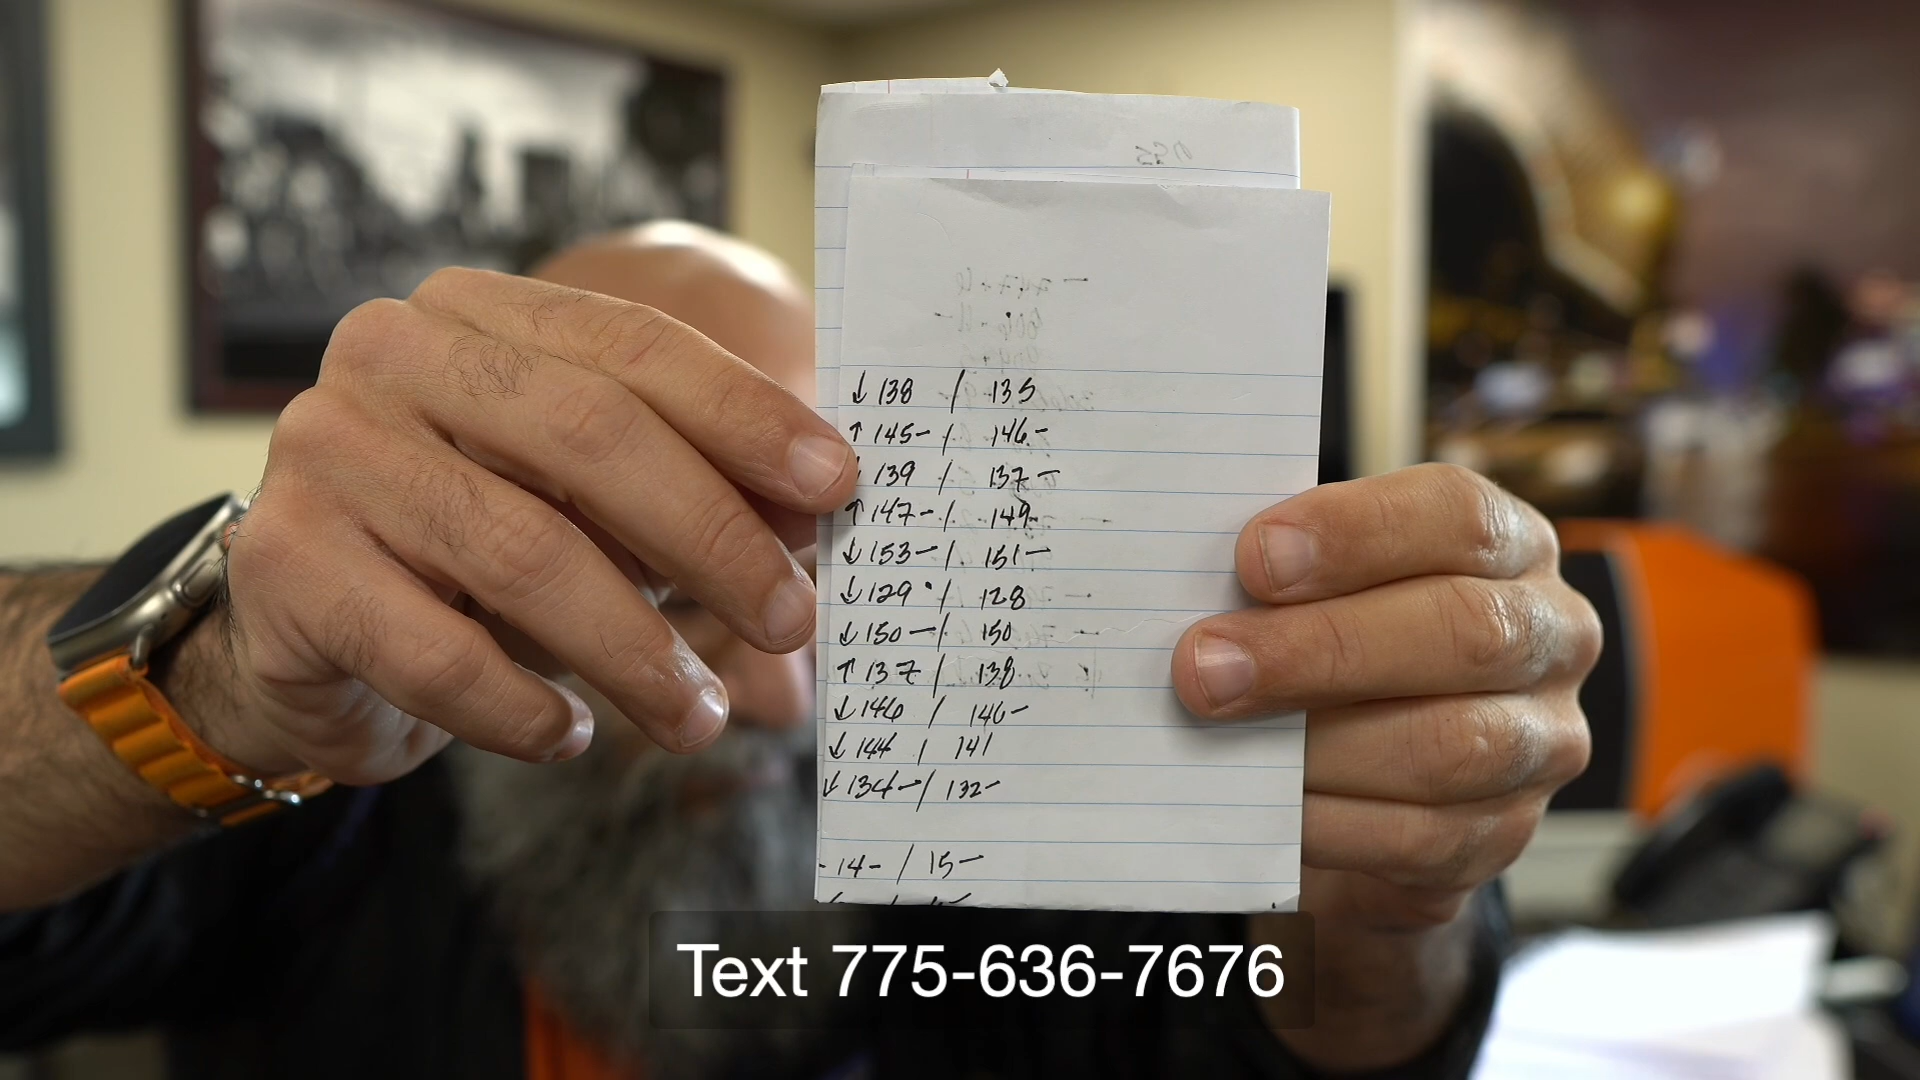 ↓ 138 / 135
↑ 145- / 146-
139 / 137-
↑ 147- / 149-
↓ 153- / 151-
↓ 129 / 128
↓ 150- / 150
↑ 137 / 138
↓ 146 / 146-
↓ 144 / 141
↓ 134- / 132-
- 14- / 15-
Text 775-636-7676